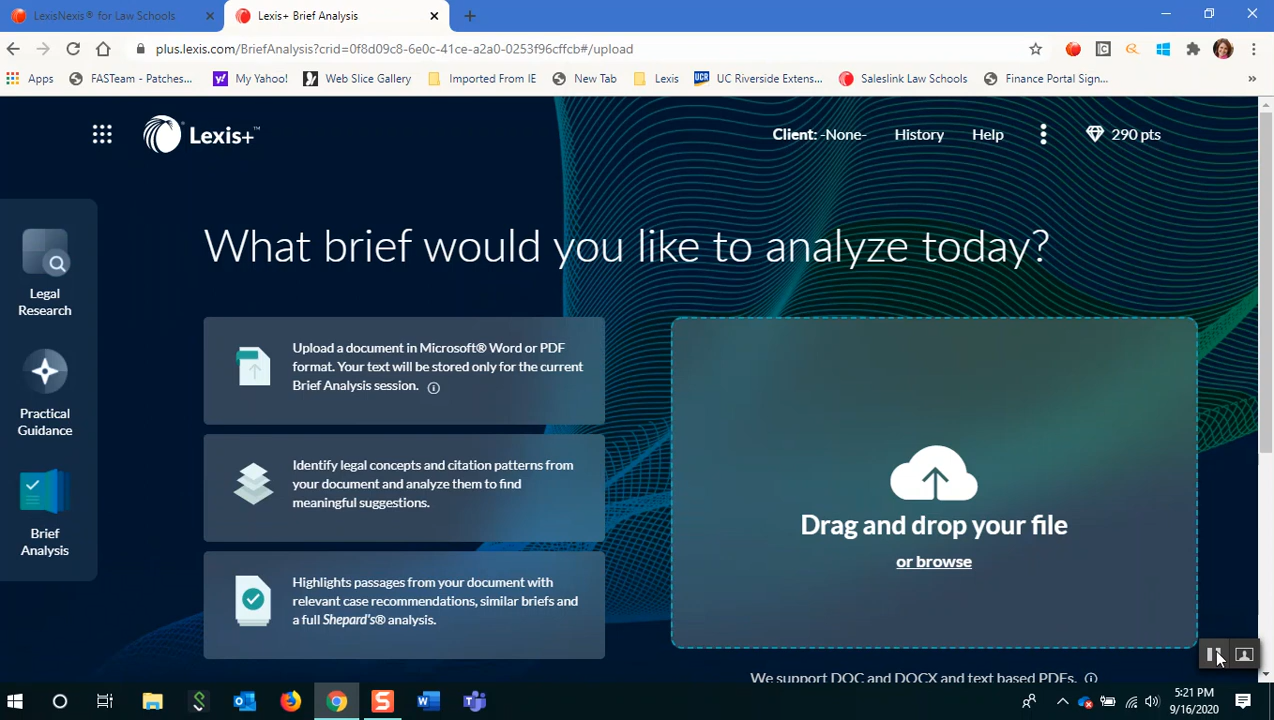 LexisNexis® for Law Schools
Lexis+ Brief Analysis
plus.lexis.com/BriefAnalysis?crid=0f8d09c8-6e0c-41ce-a2a0-0253f96cffcb#/upload
Apps
FASTeam - Patches...
My Yahoo!
Web Slice Gallery
Imported From IE
New Tab
Lexis
UCR
UC Riverside Extens...
Saleslink Law Schools
Finance Portal Sign...
»
Lexis+™
Client: -None-
History
Help
290 pts
Legal
Research
Practical
Guidance
Brief
Analysis
What brief would you like to analyze today?
Upload a document in Microsoft® Word or PDF
format. Your text will be stored only for the current
Brief Analysis session.
Identify legal concepts and citation patterns from
your document and analyze them to find
meaningful suggestions.
Highlights passages from your document with
relevant case recommendations, similar briefs and
a full Shepard's® analysis.
Drag and drop your file
or browse
We support DOC and DOCX and text based PDFs.
5:21 PM
9/16/2020